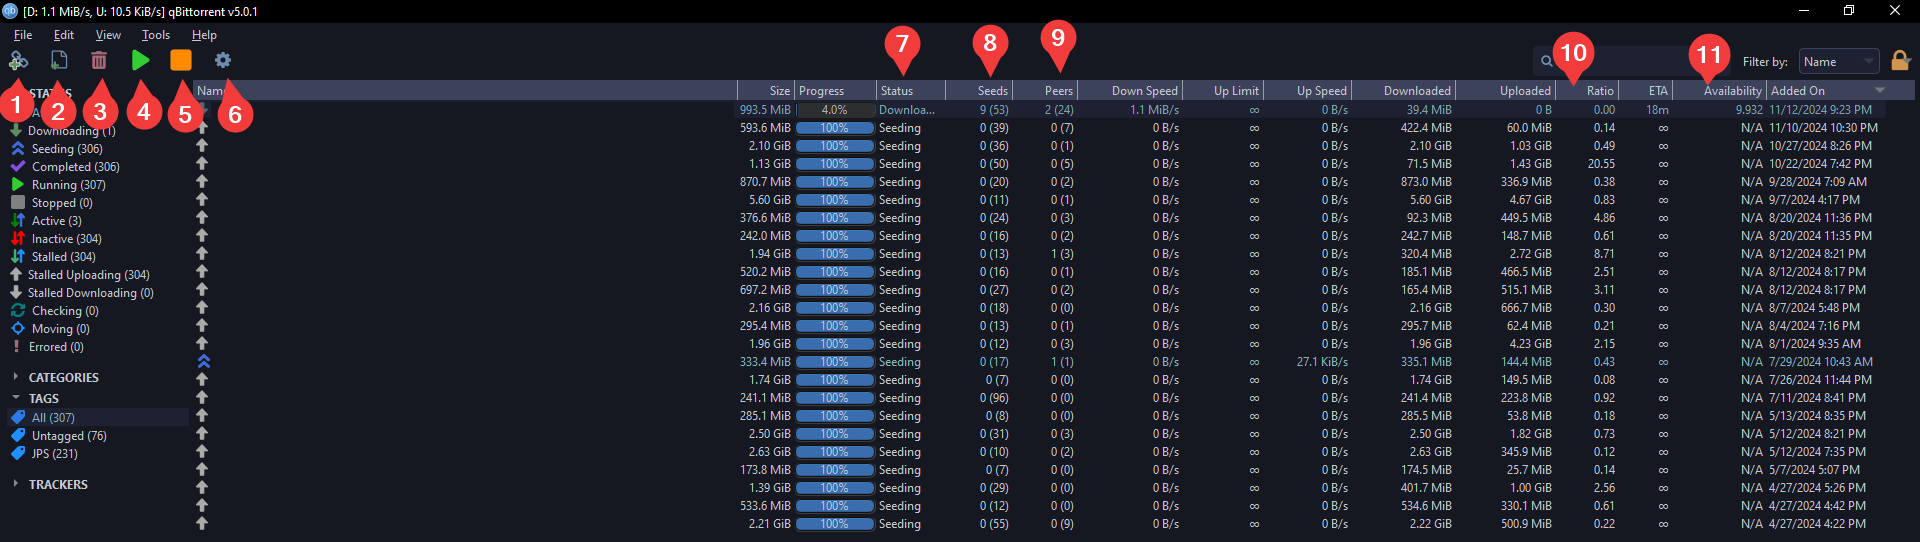 [D: 1.1 MiB/s, U: 10.5 KiB/s] qBittorrent v5.0.1
File Edit View Tools Help
7 8 9 10 11
Filter by: Name
1 2 3 4 5 6
Size Progress Status Seeds Peers Down Speed Up Limit Up Speed Downloaded Uploaded Ratio ETA Availability Added On
993.5 MiB 4.0% Downloa... 9 (53) 2 (24) 1.1 MiB/s ∞ 39.4 MiB 0 B 0.00 18m 9.932 11/12/2024 9:23 PM
593.6 MiB 100% Seeding 0 (39) 0 (7) 0 B/s ∞ 0 B/s 422.4 MiB 60.0 MiB 0.14 ∞ N/A 11/10/2024 10:30 PM
2.10 GiB 100% Seeding 0 (36) 0 (1) 0 B/s ∞ 0 B/s 2.10 GiB 1.03 GiB 0.49 ∞ N/A 10/27/2024 8:26 PM
1.13 GiB 100% Seeding 0 (50) 0 (5) 0 B/s ∞ 0 B/s 71.5 MiB 1.43 GiB 20.55 ∞ N/A 10/22/2024 7:42 PM
870.7 MiB 100% Seeding 0 (20) 0 (2) 0 B/s ∞ 0 B/s 873.0 MiB 336.9 MiB 0.38 ∞ N/A 9/28/2024 7:09 AM
5.60 GiB 100% Seeding 0 (11) 0 (1) 0 B/s ∞ 0 B/s 5.60 GiB 4.67 GiB 0.83 ∞ N/A 9/7/2024 4:17 PM
376.6 MiB 100% Seeding 0 (24) 0 (3) 0 B/s ∞ 0 B/s 92.3 MiB 449.5 MiB 4.86 ∞ N/A 8/20/2024 11:36 PM
242.0 MiB 100% Seeding 0 (16) 0 (2) 0 B/s ∞ 0 B/s 242.7 MiB 148.7 MiB 0.61 ∞ N/A 8/20/2024 11:35 PM
1.94 GiB 100% Seeding 0 (13) 1 (3) 0 B/s ∞ 0 B/s 320.4 MiB 2.72 GiB 8.71 ∞ N/A 8/12/2024 8:21 PM
520.2 MiB 100% Seeding 0 (16) 0 (1) 0 B/s ∞ 0 B/s 185.1 MiB 466.5 MiB 2.51 ∞ N/A 8/12/2024 8:17 PM
697.2 MiB 100% Seeding 0 (27) 0 (2) 0 B/s ∞ 0 B/s 165.4 MiB 515.1 MiB 3.11 ∞ N/A 8/12/2024 8:17 PM
2.16 GiB 100% Seeding 0 (18) 0 (0) 0 B/s ∞ 0 B/s 2.16 GiB 666.7 MiB 0.30 ∞ N/A 8/7/2024 5:48 PM
295.4 MiB 100% Seeding 0 (13) 0 (1) 0 B/s ∞ 0 B/s 295.7 MiB 62.4 MiB 0.21 ∞ N/A 8/4/2024 7:16 PM
1.96 GiB 100% Seeding 0 (12) 0 (3) 0 B/s ∞ 0 B/s 1.96 GiB 4.23 GiB 2.15 ∞ N/A 8/1/2024 9:35 AM
333.4 MiB 100% Seeding 0 (17) 1 (1) 0 B/s ∞ 27.1 KiB/s 335.1 MiB 144.4 MiB 0.43 ∞ N/A 7/29/2024 10:43 AM
1.74 GiB 100% Seeding 0 (7) 0 (0) 0 B/s ∞ 0 B/s 1.74 GiB 149.5 MiB 0.08 ∞ N/A 7/26/2024 11:44 PM
241.1 MiB 100% Seeding 0 (96) 0 (0) 0 B/s ∞ 0 B/s 241.4 MiB 223.8 MiB 0.92 ∞ N/A 7/11/2024 8:41 PM
285.1 MiB 100% Seeding 0 (8) 0 (0) 0 B/s ∞ 0 B/s 285.5 MiB 53.8 MiB 0.18 ∞ N/A 5/13/2024 8:35 PM
2.50 GiB 100% Seeding 0 (31) 0 (3) 0 B/s ∞ 0 B/s 2.50 GiB 1.82 GiB 0.73 ∞ N/A 5/12/2024 8:21 PM
2.63 GiB 100% Seeding 0 (10) 0 (2) 0 B/s ∞ 0 B/s 2.63 GiB 345.9 MiB 0.12 ∞ N/A 5/12/2024 7:35 PM
173.8 MiB 100% Seeding 0 (7) 0 (0) 0 B/s ∞ 0 B/s 174.5 MiB 25.7 MiB 0.14 ∞ N/A 5/7/2024 5:07 PM
1.39 GiB 100% Seeding 0 (29) 0 (0) 0 B/s ∞ 0 B/s 401.7 MiB 1.00 GiB 2.56 ∞ N/A 4/27/2024 5:26 PM
533.6 MiB 100% Seeding 0 (12) 0 (0) 0 B/s ∞ 0 B/s 534.6 MiB 330.1 MiB 0.61 ∞ N/A 4/27/2024 4:42 PM
2.21 GiB 100% Seeding 0 (55) 0 (9) 0 B/s ∞ 0 B/s 2.22 GiB 500.9 MiB 0.22 ∞ N/A 4/27/2024 4:22 PM
Downloading (1)
Seeding (306)
Completed (306)
Running (307)
Stopped (0)
Active (3)
Inactive (304)
Stalled (304)
Stalled Uploading (304)
Stalled Downloading (0)
Checking (0)
Moving (0)
Errored (0)
CATEGORIES
TAGS
All (307)
Untagged (76)
JPS (231)
TRACKERS